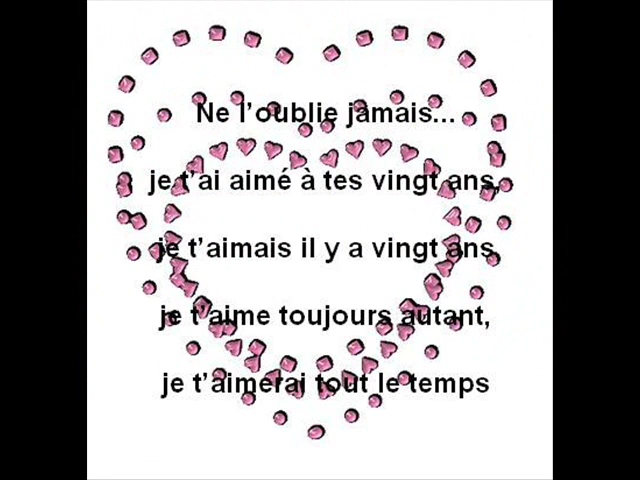 Ne l'oublie jamais...
je t'ai aimé à tes vingt ans,
je t'aimais il y a vingt ans,
je t'aime toujours autant,
je t'aimerai tout le temps